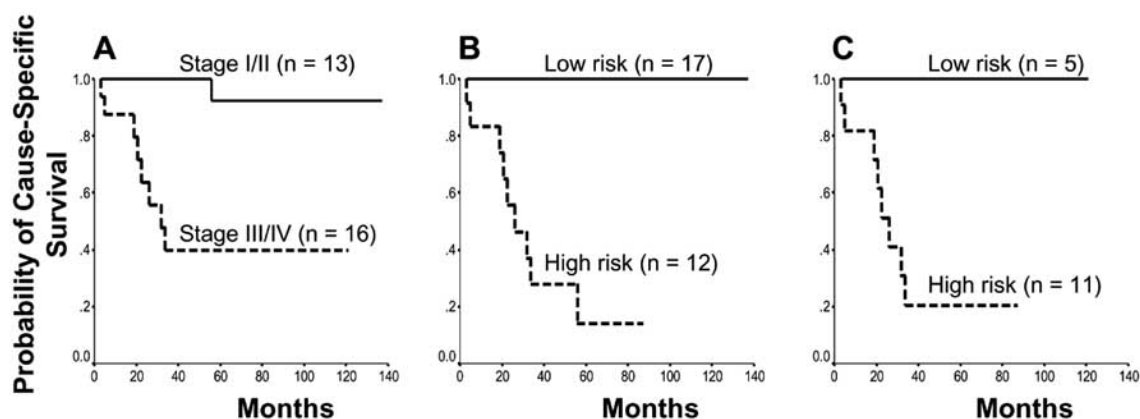 Probability of Cause-Specific
Survival
A
Stage I/II (n = 13)
1.0
.8
.6
.4
.2
0.0
Stage III/IV (n = 16)
0 20 40 60 80 100 120 140
Months
B
Low risk (n = 17)
1.0
.8
.6
.4
.2
0.0
High risk (n = 12)
0 20 40 60 80 100 120 140
Months
C
Low risk (n = 5)
1.0
.8
.6
.4
.2
0.0
High risk (n = 11)
0 20 40 60 80 100 120 140
Months